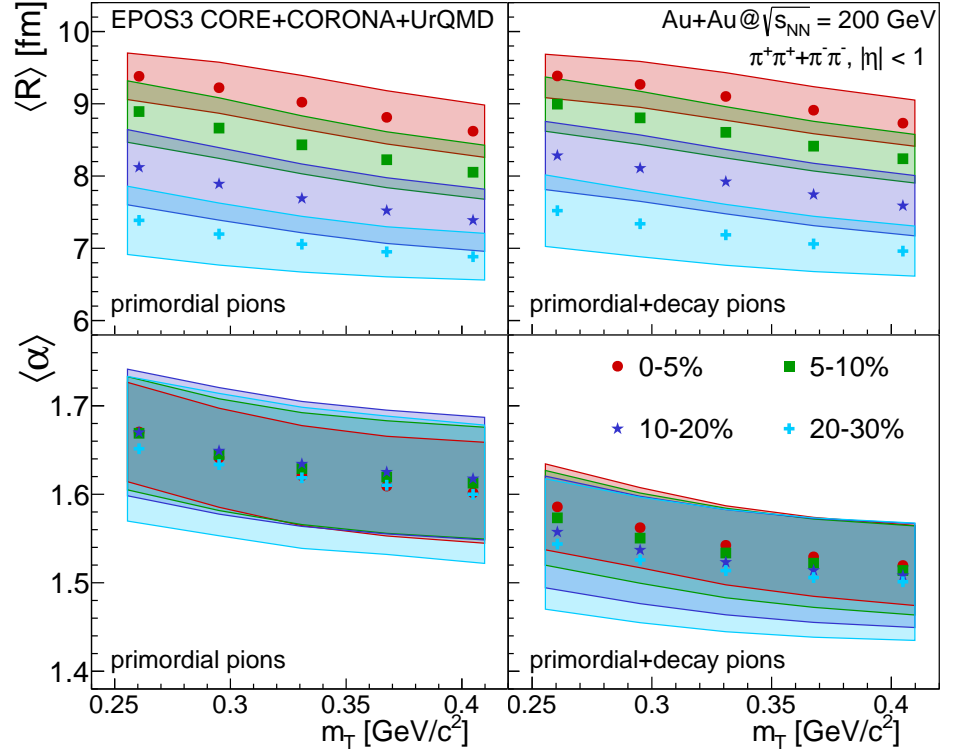 EPOS3 CORE+CORONA+UrQMD
Au+Au@√sNN = 200 GeV
π+π++π-π-, |η| < 1
⟨R⟩ [fm]
10
9
8
7
6
primordial pions
primordial+decay pions
⟨α⟩
1.7
1.6
1.5
1.4
0-5%
5-10%
10-20%
20-30%
primordial pions
primordial+decay pions
0.25
0.3
0.35
0.4
0.25
0.3
0.35
0.4
mT [GeV/c2]
mT [GeV/c2]